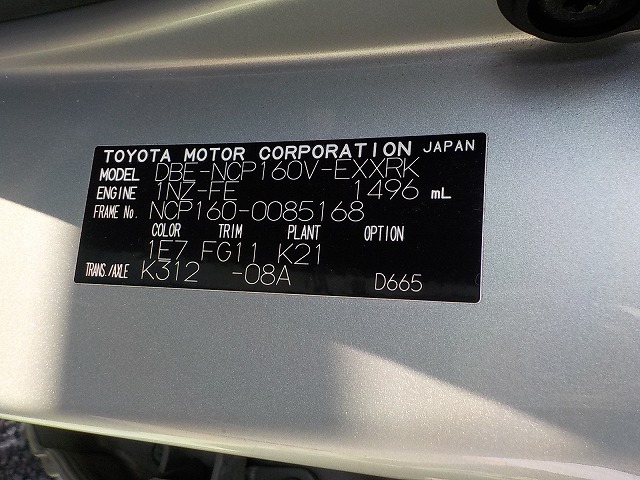 TOYOTA MOTOR CORPORATION JAPAN
MODEL DBE-NCP160V-EXXRK
ENGINE 1NZ-FE 1496 mL
FRAME No. NCP160-0085168
COLOR TRIM PLANT OPTION
1E7 FG11 K21
TRANS./AXLE K312 -08A D665